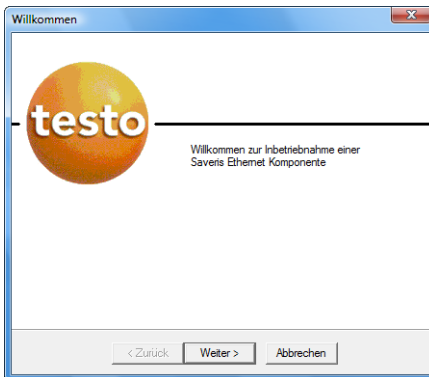 Willkommen
testo
Willkommen zur Inbetriebnahme einer
Saveris Ethernet Komponente
< Zurück
Weiter >
Abbrechen